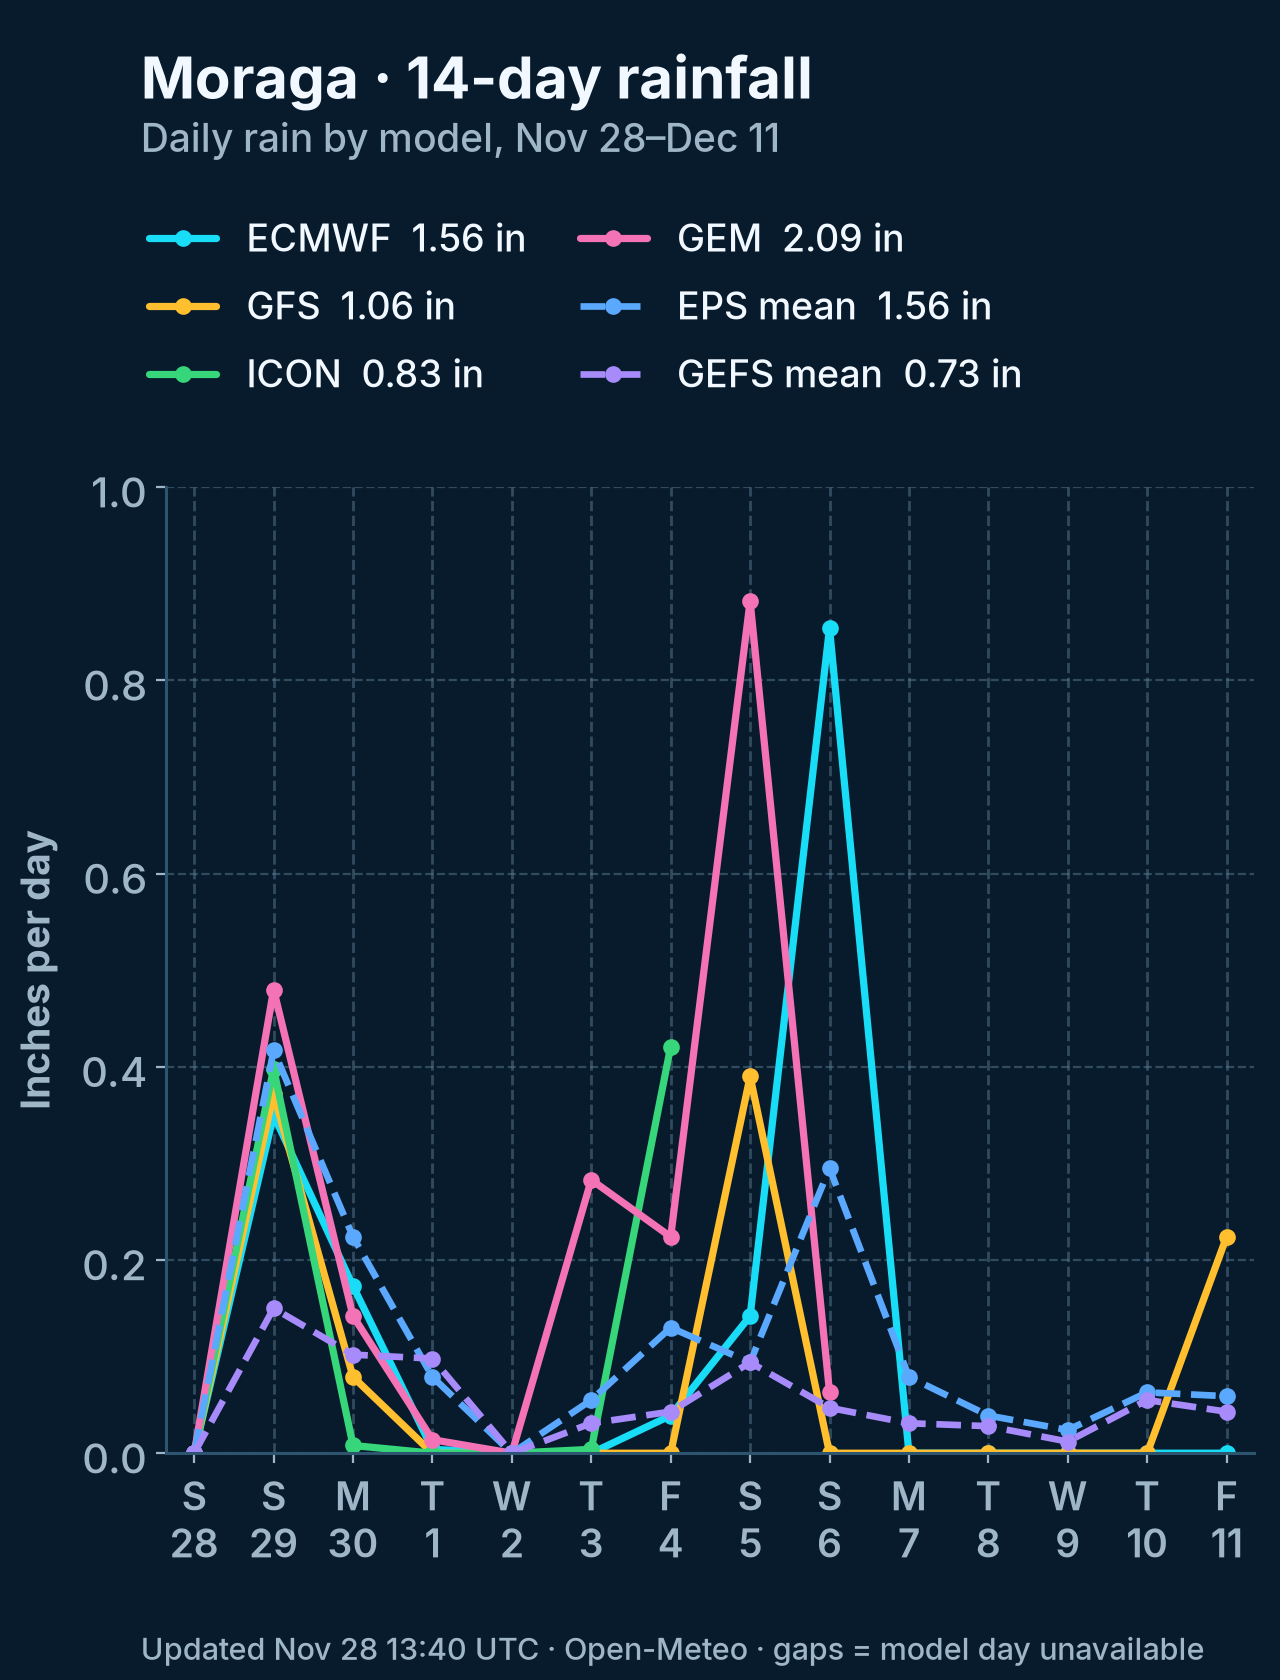 Moraga · 14-day rainfall
Daily rain by model, Nov 28–Dec 11
ECMWF 1.56 in
GEM 2.09 in
GFS 1.06 in
EPS mean 1.56 in
ICON 0.83 in
GEFS mean 0.73 in
Inches per day
1.0
0.8
0.6
0.4
0.2
0.0
S S M T W T F S S M T W T F
28 29 30 1 2 3 4 5 6 7 8 9 10 11
Updated Nov 28 13:40 UTC · Open-Meteo · gaps = model day unavailable